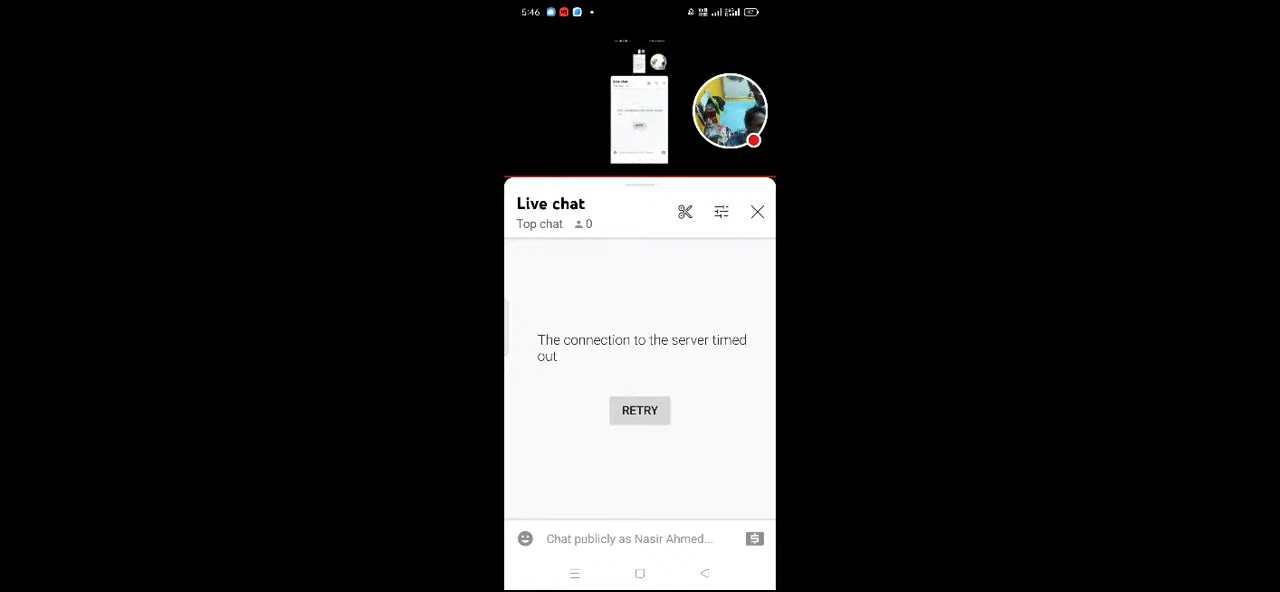 5:46
Live chat
Top chat 0
The connection to the server timed
out
RETRY
Chat publicly as Nasir Ahmed...